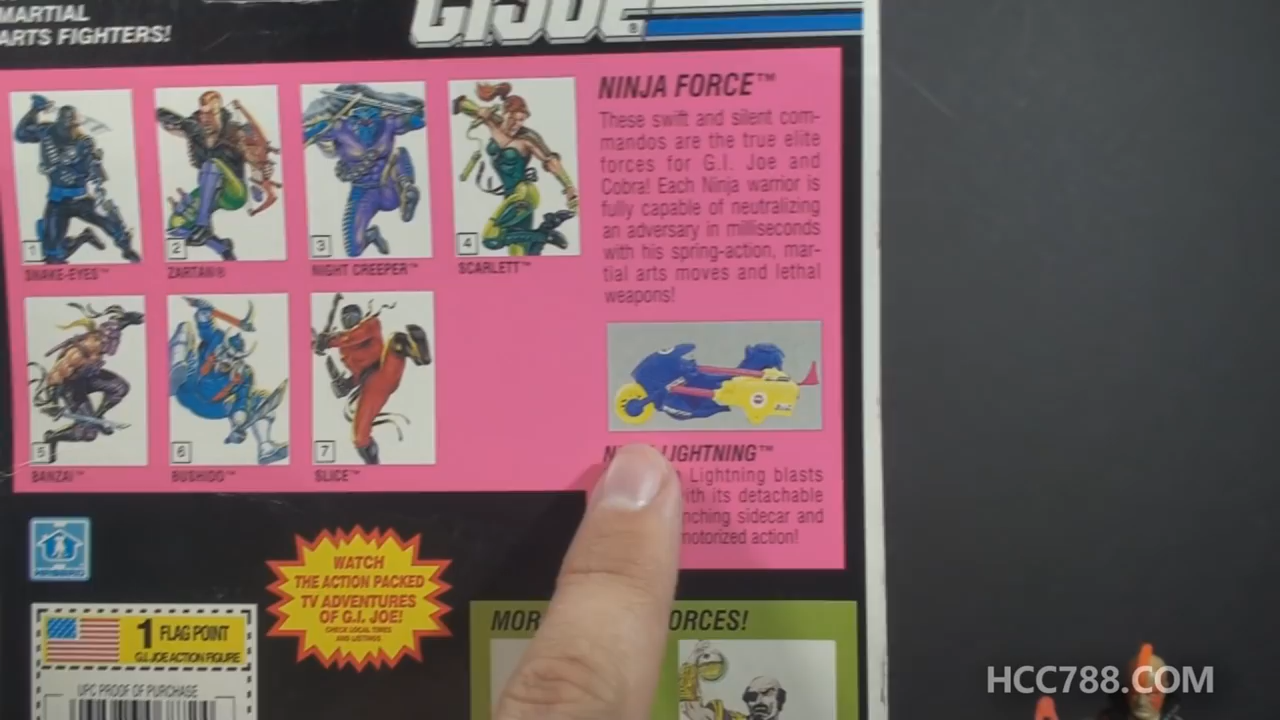 MARTIAL
ARTS FIGHTERS!
G.I. JOE ®
NINJA FORCE™
These swift and silent com-
mandos are the true elite
forces for G.I. Joe and
Cobra! Each Ninja warrior is
fully capable of neutralizing
an adversary in milliseconds
with his spring-action, mar-
tial arts moves and lethal
weapons!
1
SNAKE-EYES™
2
ZARTAN®
3
NIGHT CREEPER™
4
SCARLETT™
5
BANZAI™
6
BUSHIDO™
7
SLICE™
LIGHTNING™
Lightning blasts
its detachable
sidecar and
motorized action!
WATCH
THE ACTION PACKED
TV ADVENTURES
OF G.I. JOE!
CHECK LOCAL TIMES
AND LISTINGS
1 FLAG POINT
G.I. JOE ACTION FIGURE
UPC PROOF OF PURCHASE
HCC788.COM